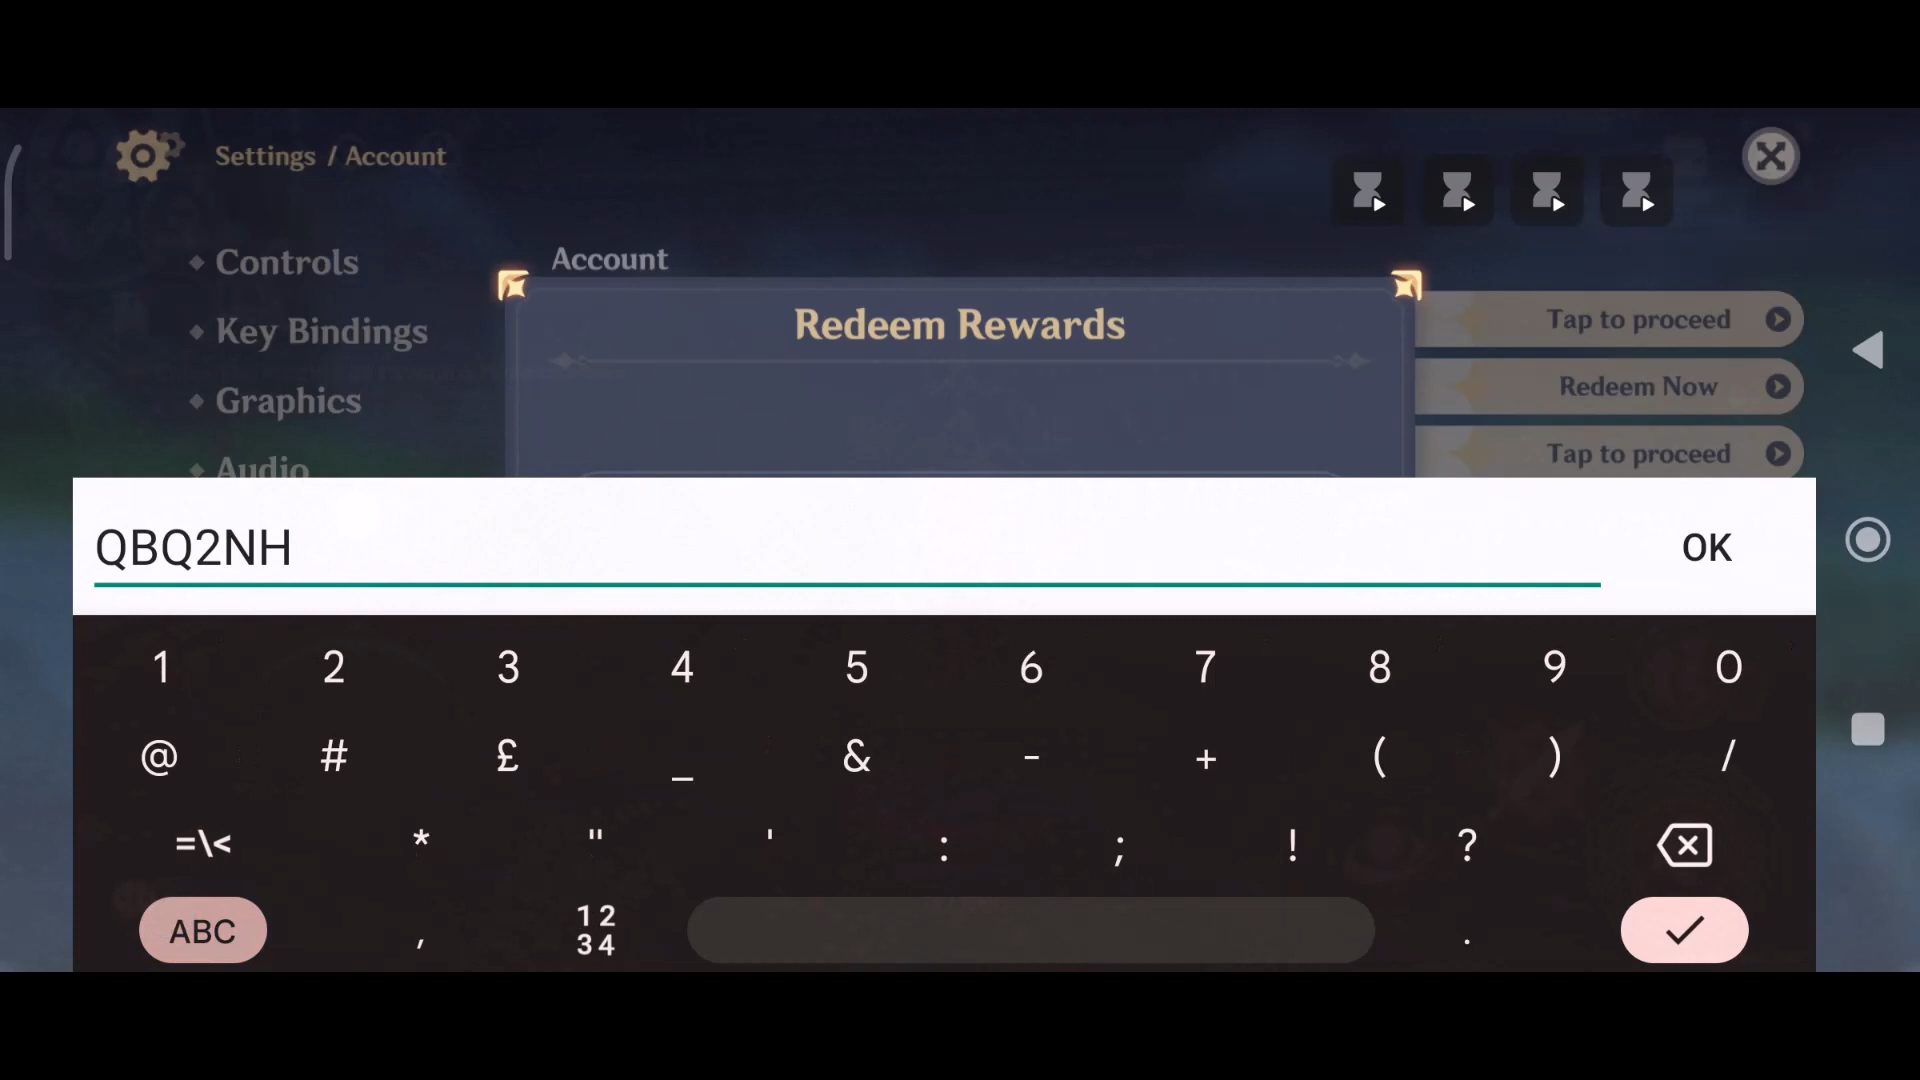 Settings / Account
Controls
Account
Redeem Rewards
Key Bindings
Tap to proceed
Graphics
Redeem Now
Audio
Tap to proceed
QBQ2NH
OK
1 2 3 4 5 6 7 8 9 0
@ # £ _ & - + ( ) /
=\< * " ' : ; ! ?
ABC , 12 34 .